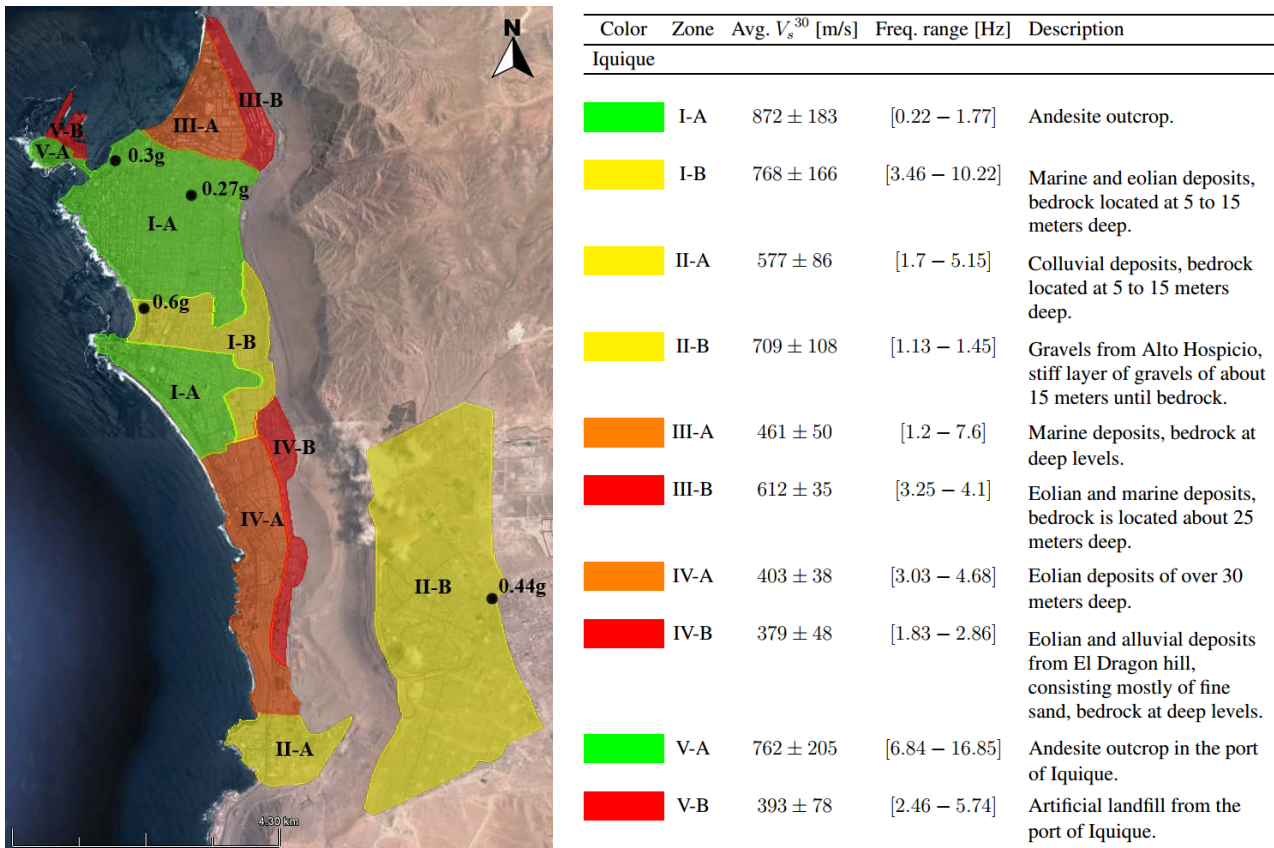 N
III-B
III-A
V-B
V-A
0.3g
0.27g
I-A
0.6g
I-B
I-A
IV-B
IV-A
II-B
0.44g
II-A
4.30 km
Color Zone Avg. Vₛ³⁰ [m/s] Freq. range [Hz] Description
Iquique
I-A 872 ± 183 [0.22 − 1.77] Andesite outcrop.
I-B 768 ± 166 [3.46 − 10.22] Marine and eolian deposits,
bedrock located at 5 to 15
meters deep.
II-A 577 ± 86 [1.7 − 5.15] Colluvial deposits, bedrock
located at 5 to 15 meters
deep.
II-B 709 ± 108 [1.13 − 1.45] Gravels from Alto Hospicio,
stiff layer of gravels of about
15 meters until bedrock.
III-A 461 ± 50 [1.2 − 7.6] Marine deposits, bedrock at
deep levels.
III-B 612 ± 35 [3.25 − 4.1] Eolian and marine deposits,
bedrock is located about 25
meters deep.
IV-A 403 ± 38 [3.03 − 4.68] Eolian deposits of over 30
meters deep.
IV-B 379 ± 48 [1.83 − 2.86] Eolian and alluvial deposits
from El Dragon hill,
consisting mostly of fine
sand, bedrock at deep levels.
V-A 762 ± 205 [6.84 − 16.85] Andesite outcrop in the port
of Iquique.
V-B 393 ± 78 [2.46 − 5.74] Artificial landfill from the
port of Iquique.